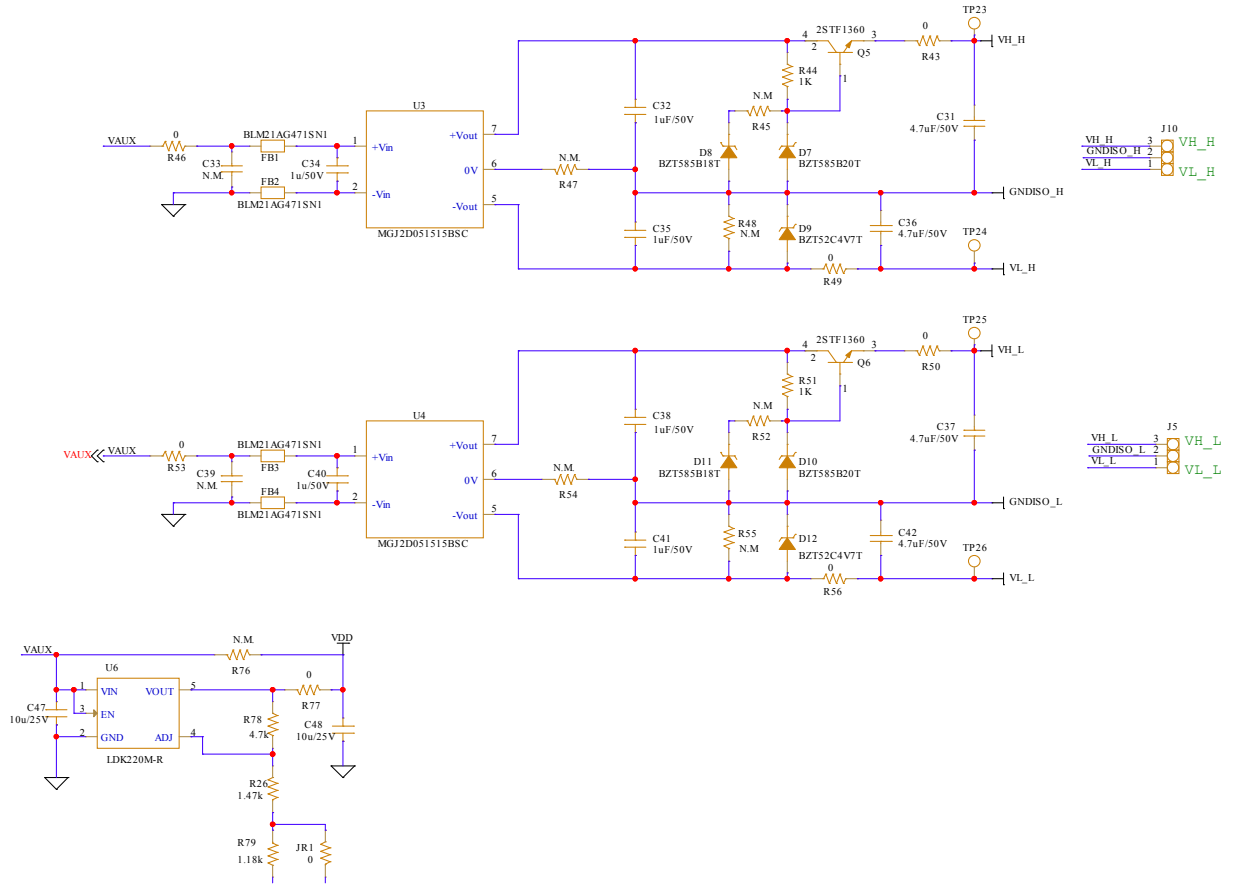 TP23
2STF1360
0
4
2
3
VH_H
Q5
R43
R44
1K
1
N.M
R45
C32
1uF/50V
C31
4.7uF/50V
U3
7
+Vout
VAUX
0
R46
BLM21AG471SN1
FB1
1
+Vin
C33
N.M.
C34
1u/50V
FB2
BLM21AG471SN1
2
-Vin
0V
6
N.M.
R47
-Vout
5
MGJ2D051515BSC
D8
BZT585B18T
D7
BZT585B20T
GNDISO_H
R48
N.M
D9
BZT52C4V7T
C35
1uF/50V
C36
4.7uF/50V
TP24
0
R49
VL_H
J10
VH_H
3
VH_H
GNDISO_H
2
VL_H
1
VL_H
TP25
2STF1360
0
4
2
3
VH_L
Q6
R50
R51
1K
1
N.M
R52
C38
1uF/50V
C37
4.7uF/50V
U4
7
+Vout
VAUX
VAUX
0
R53
BLM21AG471SN1
FB3
1
+Vin
C39
N.M.
C40
1u/50V
FB4
BLM21AG471SN1
2
-Vin
0V
6
N.M.
R54
-Vout
5
MGJ2D051515BSC
D11
BZT585B18T
D10
BZT585B20T
GNDISO_L
R55
N.M
D12
BZT52C4V7T
C41
1uF/50V
C42
4.7uF/50V
TP26
0
R56
VL_L
J5
VH_L
3
VH_L
GNDISO_L
2
VL_L
1
VL_L
VAUX
N.M.
R76
VDD
U6
1
VIN
VOUT
5
0
R77
C47
10u/25V
3
EN
2
GND
ADJ
4
LDK220M-R
R78
4.7k
C48
10u/25V
R26
1.47k
R79
1.18k
JR1
0